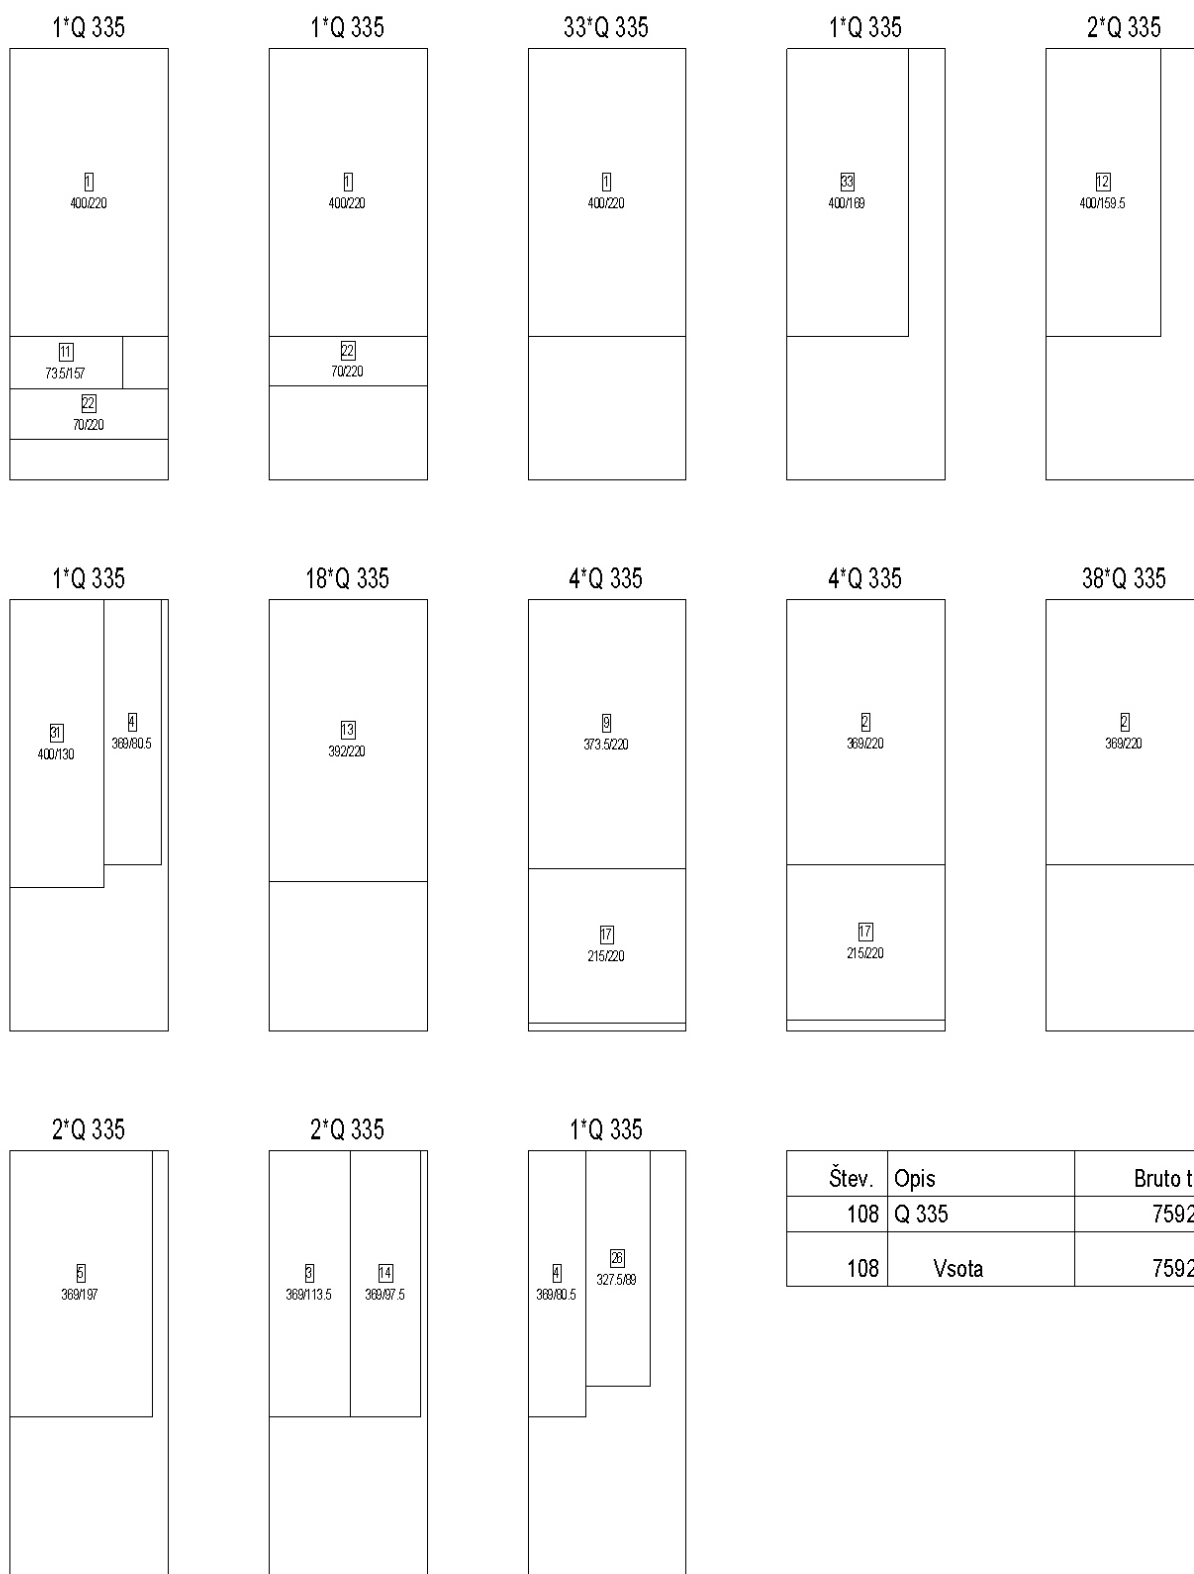 1*Q 335
1*Q 335
33*Q 335
1*Q 335
2*Q 335
1
400/220
1
400/220
1
400/220
33
400/169
12
400/159.5
11
73.5/157
22
70/220
22
70/220
1*Q 335
18*Q 335
4*Q 335
4*Q 335
38*Q 335
31
400/130
4
369/80.5
13
392/220
9
373.5/220
2
369/220
2
369/220
17
215/220
17
215/220
2*Q 335
2*Q 335
1*Q 335
5
369/197
3
369/113.5
14
369/97.5
4
369/80.5
26
327.5/89
Štev. Opis Bruto t
108 Q 335 7592
108 Vsota 7592